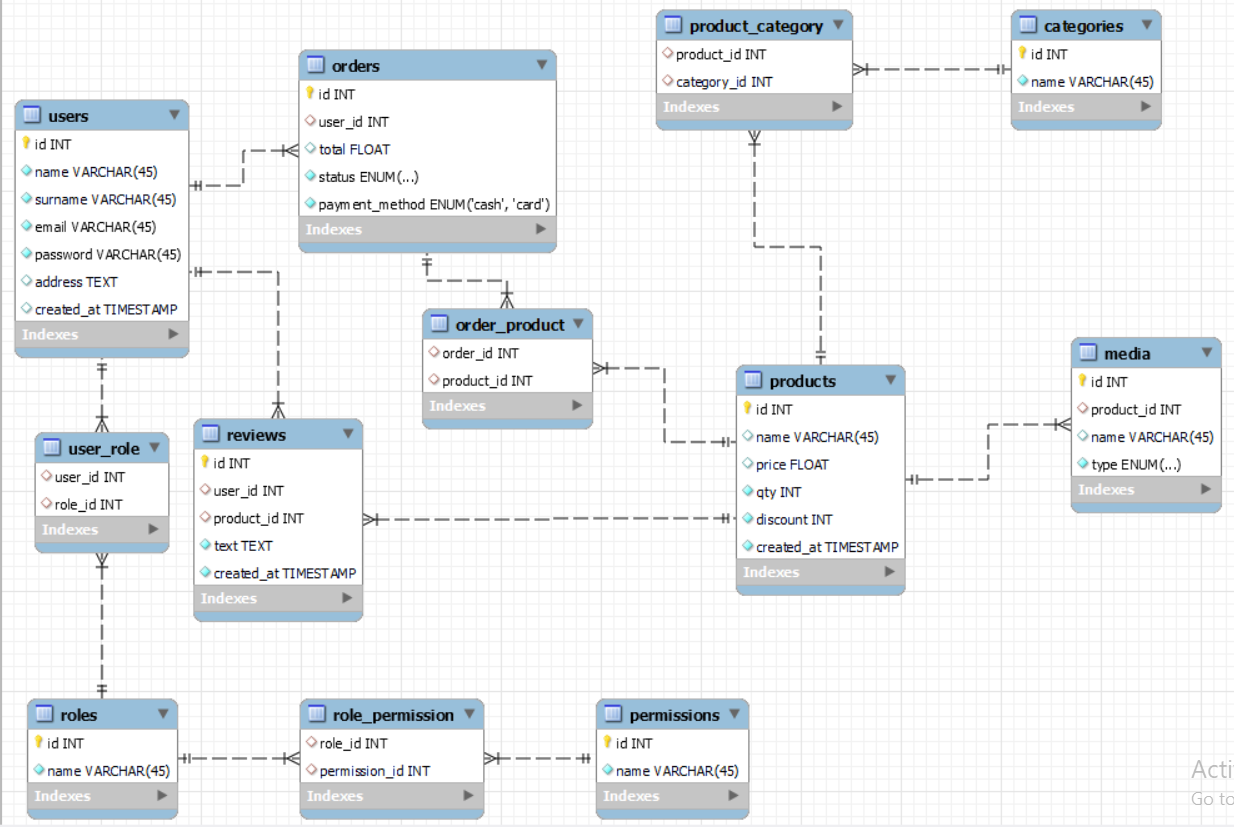 product_category
product_id INT
category_id INT
Indexes
categories
id INT
name VARCHAR(45)
Indexes
orders
id INT
user_id INT
total FLOAT
status ENUM(...)
payment_method ENUM('cash', 'card')
Indexes
users
id INT
name VARCHAR(45)
surname VARCHAR(45)
email VARCHAR(45)
password VARCHAR(45)
address TEXT
created_at TIMESTAMP
Indexes
order_product
order_id INT
product_id INT
Indexes
products
id INT
name VARCHAR(45)
price FLOAT
qty INT
discount INT
created_at TIMESTAMP
Indexes
media
id INT
product_id INT
name VARCHAR(45)
type ENUM(...)
Indexes
user_role
user_id INT
role_id INT
Indexes
reviews
id INT
user_id INT
product_id INT
text TEXT
created_at TIMESTAMP
Indexes
roles
id INT
name VARCHAR(45)
Indexes
role_permission
role_id INT
permission_id INT
Indexes
permissions
id INT
name VARCHAR(45)
Indexes
Go to